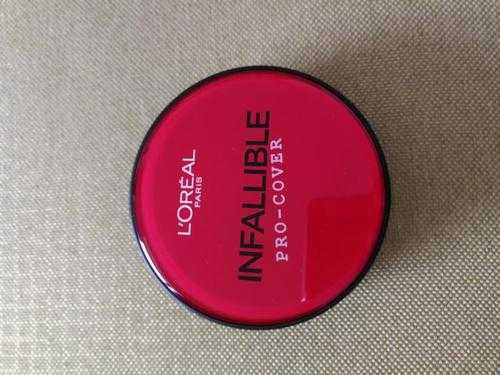 L'ORÉAL
PARIS
INFALLIBLE
PRO-COVER